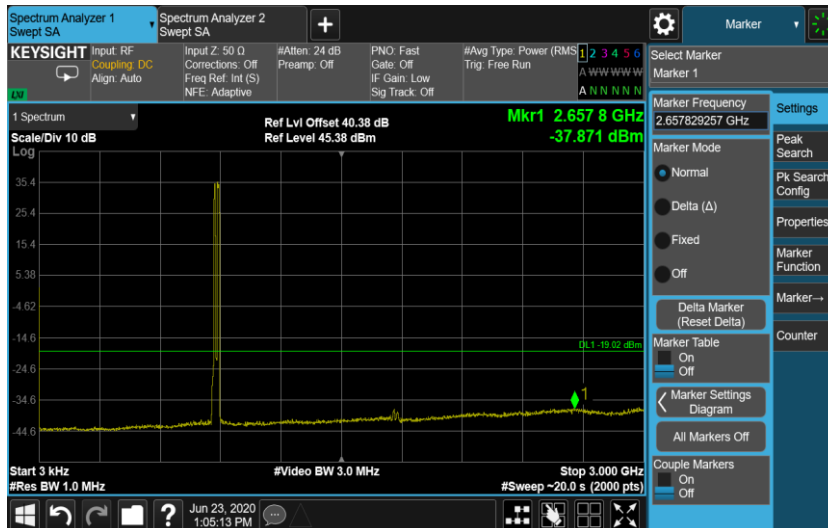 Spectrum Analyzer 1
Swept SA
Spectrum Analyzer 2
Swept SA
+
Marker
KEYSIGHT
Input: RF
Coupling: DC
Align: Auto
Input Z: 50 Ω
Corrections: Off
Freq Ref: Int (S)
NFE: Adaptive
#Atten: 24 dB
Preamp: Off
PNO: Fast
Gate: Off
IF Gain: Low
Sig Track: Off
#Avg Type: Power (RMS
Trig: Free Run
1 2 3 4 5 6
A W W W W W
A N N N N N
LXI
Select Marker
Marker 1
1 Spectrum
Scale/Div 10 dB
Log
Ref Lvl Offset 40.38 dB
Ref Level 45.38 dBm
Mkr1 2.657 8 GHz
-37.871 dBm
35.4
25.4
15.4
5.38
-4.62
-14.6
-24.6
-34.6
-44.6
DL1 -19.02 dBm
1
Start 3 kHz
#Res BW 1.0 MHz
#Video BW 3.0 MHz
Stop 3.000 GHz
#Sweep ~20.0 s (2000 pts)
Marker Frequency
2.657829257 GHz
Marker Mode
Normal
Delta (Δ)
Fixed
Off
Delta Marker
(Reset Delta)
Marker Table
On
Off
Marker Settings
Diagram
All Markers Off
Couple Markers
On
Off
Settings
Peak
Search
Pk Search
Config
Properties
Marker
Function
Marker→
Counter
?
Jun 23, 2020
1:05:13 PM